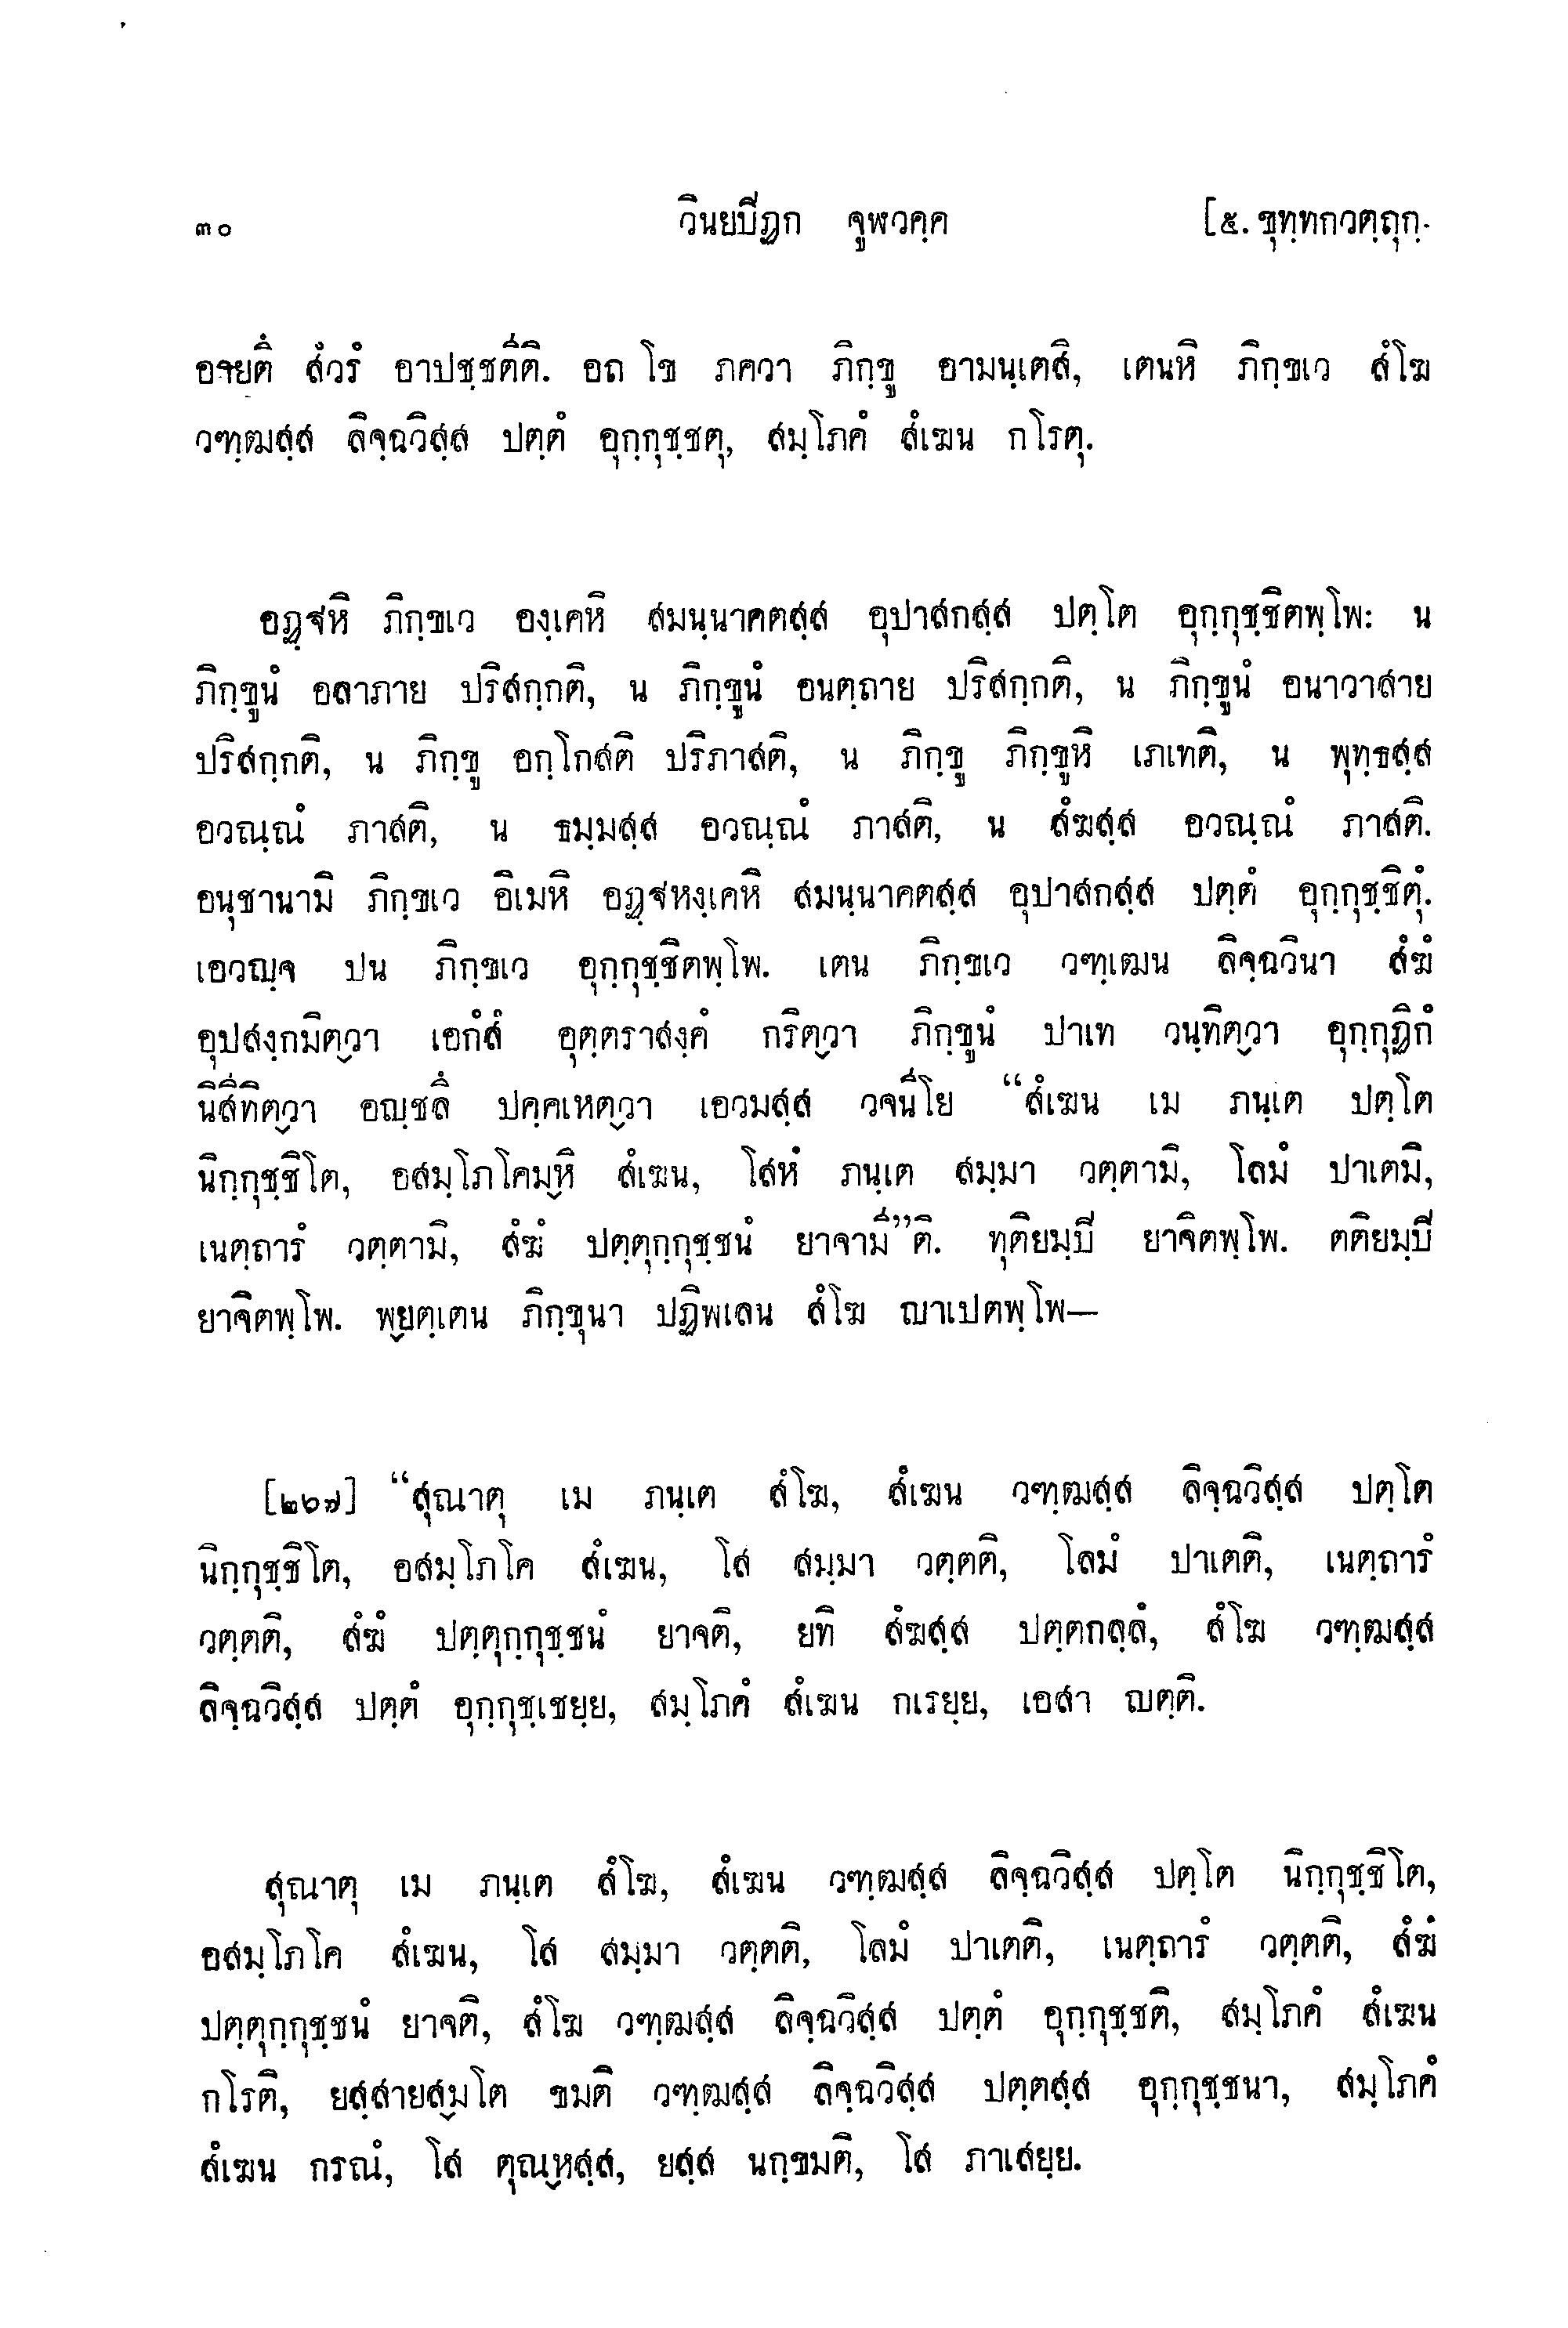 ๓๐ วินยปิฏก จูฬวคฺค [๕. ขุทฺทกวตฺถุกฺ-
อายตึ สํวรํ อาปชฺชตีติ. อถ โข ภควา ภิกฺขู อามนฺเตสิ, เตนหิ ภิกฺขเว สํโฆ
วฑฺฒสฺส ลิจฺฉวิสฺส ปตฺตํ อุกฺกุชฺชตุ, สมฺโภคํ สํเฆน กโรตุ.
อฏฺฐหิ ภิกฺขเว องฺเคหิ สมนฺนาคตสฺส อุปาสกสฺส ปตฺโต อุกฺกุชฺชิตพฺโพ: น
ภิกฺขูนํ อลาภาย ปริสกฺกติ, น ภิกฺขูนํ อนตฺถาย ปริสกฺกติ, น ภิกฺขูนํ อนาวาสาย
ปริสกฺกติ, น ภิกฺขู อกฺโกสติ ปริภาสติ, น ภิกฺขู ภิกฺขูหิ เภเทติ, น พุทฺธสฺส
อวณฺณํ ภาสติ, น ธมฺมสฺส อวณฺณํ ภาสติ, น สํฆสฺส อวณฺณํ ภาสติ.
อนุชานามิ ภิกฺขเว อิเมหิ อฏฺฐหงฺเคหิ สมนฺนาคตสฺส อุปาสกสฺส ปตฺตํ อุกฺกุชฺชิตุํ.
เอวญฺจ ปน ภิกฺขเว อุกฺกุชฺชิตพฺโพ. เตน ภิกฺขเว วฑฺเฒน ลิจฺฉวินา สํฆํ
อุปสงฺกมิตฺวา เอกํสํ อุตฺตราสงฺคํ กริตฺวา ภิกฺขูนํ ปาเท วนฺทิตฺวา อุกฺกุฏิกํ
นิสีทิตฺวา อญฺชลึ ปคฺคเหตฺวา เอวมสฺส วจนีโย “สํเฆน เม ภนฺเต ปตฺโต
นิกฺกุชฺชิโต, อสมฺโภโคมฺหิ สํเฆน, โสหํ ภนฺเต สมฺมา วตฺตามิ, โลมํ ปาเตมิ,
เนตฺถารํ วตฺตามิ, สํฆํ ปตฺตุกฺกุชฺชนํ ยาจามี”ติ. ทุติยมฺปิ ยาจิตพฺโพ. ตติยมฺปิ
ยาจิตพฺโพ. พฺยตฺเตน ภิกฺขุนา ปฏิพเลน สํโฆ ญาเปตพฺโพ—
[๒๖๗] “สุณาตุ เม ภนฺเต สํโฆ, สํเฆน วฑฺฒสฺส ลิจฺฉวิสฺส ปตฺโต
นิกฺกุชฺชิโต, อสมฺโภโค สํเฆน, โส สมฺมา วตฺตติ, โลมํ ปาเตติ, เนตฺถารํ
วตฺตติ, สํฆํ ปตฺตุกฺกุชฺชนํ ยาจติ, ยทิ สํฆสฺส ปตฺตกลฺลํ, สํโฆ วฑฺฒสฺส
ลิจฺฉวิสฺส ปตฺตํ อุกฺกุชฺเชยฺย, สมฺโภคํ สํเฆน กเรยฺย, เอสา ญตฺติ.
สุณาตุ เม ภนฺเต สํโฆ, สํเฆน วฑฺฒสฺส ลิจฺฉวิสฺส ปตฺโต นิกฺกุชฺชิโต,
อสมฺโภโค สํเฆน, โส สมฺมา วตฺตติ, โลมํ ปาเตติ, เนตฺถารํ วตฺตติ, สํฆํ
ปตฺตุกฺกุชฺชนํ ยาจติ, สํโฆ วฑฺฒสฺส ลิจฺฉวิสฺส ปตฺตํ อุกฺกุชฺชติ, สมฺโภคํ สํเฆน
กโรติ, ยสฺสายสฺมโต ขมติ วฑฺฒสฺส ลิจฺฉวิสฺส ปตฺตสฺส อุกฺกุชฺชนา, สมฺโภคํ
สํเฆน กรณํ, โส ตุณฺหสฺส, ยสฺส นกฺขมติ, โส ภาเสยฺย.